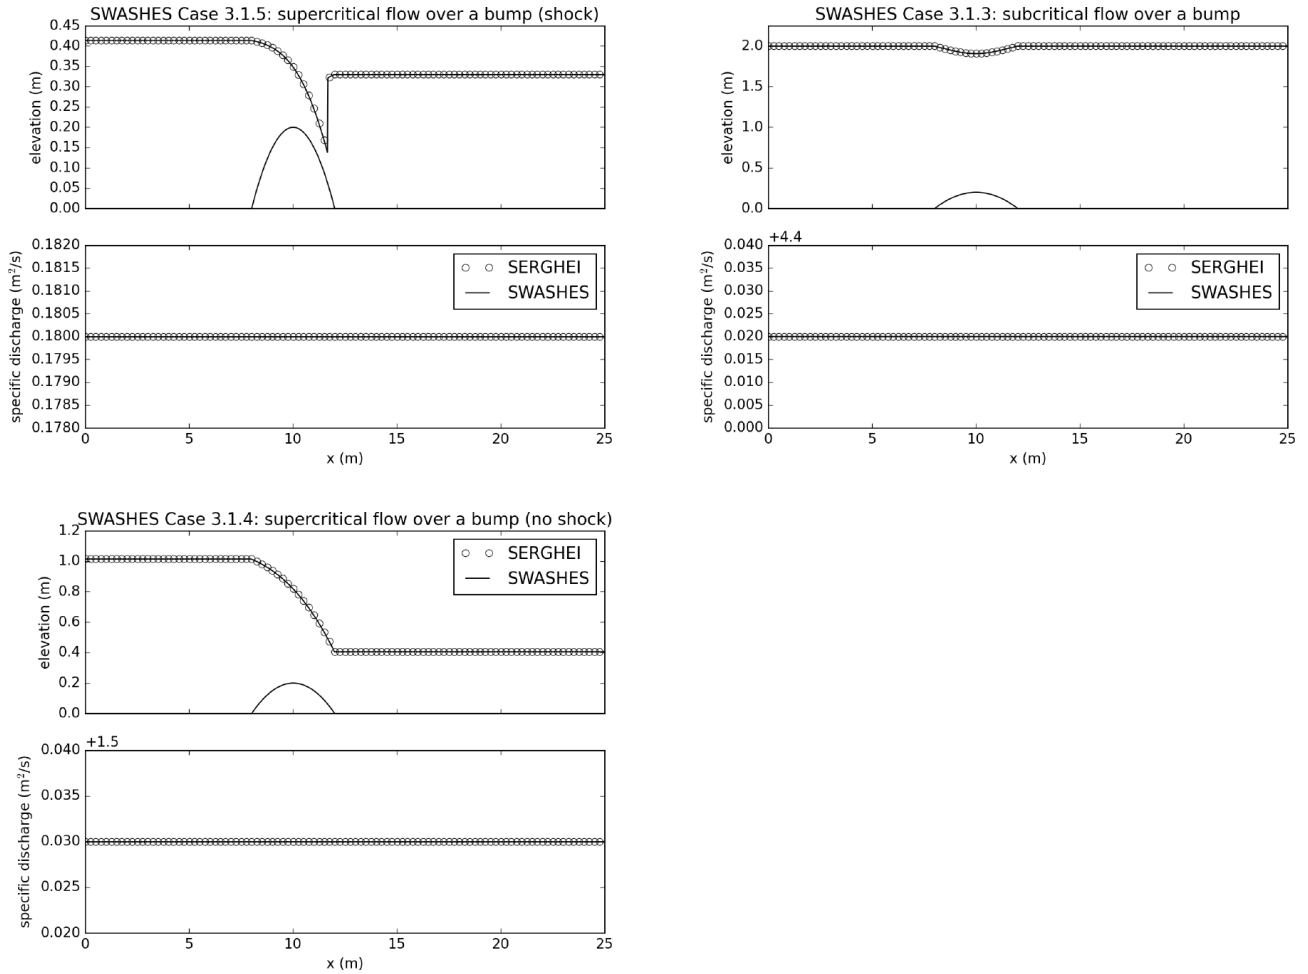 SWASHES Case 3.1.5: supercritical flow over a bump (shock)
0.45
0.40
0.35
0.30
0.25
0.20
0.15
0.10
0.05
0.00
elevation (m)
0.1820
0.1815
0.1810
0.1805
0.1800
0.1795
0.1790
0.1785
0.1780
specific discharge (m²/s)
SERGHEI
SWASHES
0 5 10 15 20 25
x (m)
SWASHES Case 3.1.3: subcritical flow over a bump
2.0
1.5
1.0
0.5
0.0
elevation (m)
+4.4
0.040
0.035
0.030
0.025
0.020
0.015
0.010
0.005
0.000
specific discharge (m²/s)
SERGHEI
SWASHES
0 5 10 15 20 25
x (m)
SWASHES Case 3.1.4: supercritical flow over a bump (no shock)
1.2
1.0
0.8
0.6
0.4
0.2
0.0
elevation (m)
SERGHEI
SWASHES
+1.5
0.040
0.035
0.030
0.025
0.020
specific discharge (m²/s)
0 5 10 15 20 25
x (m)